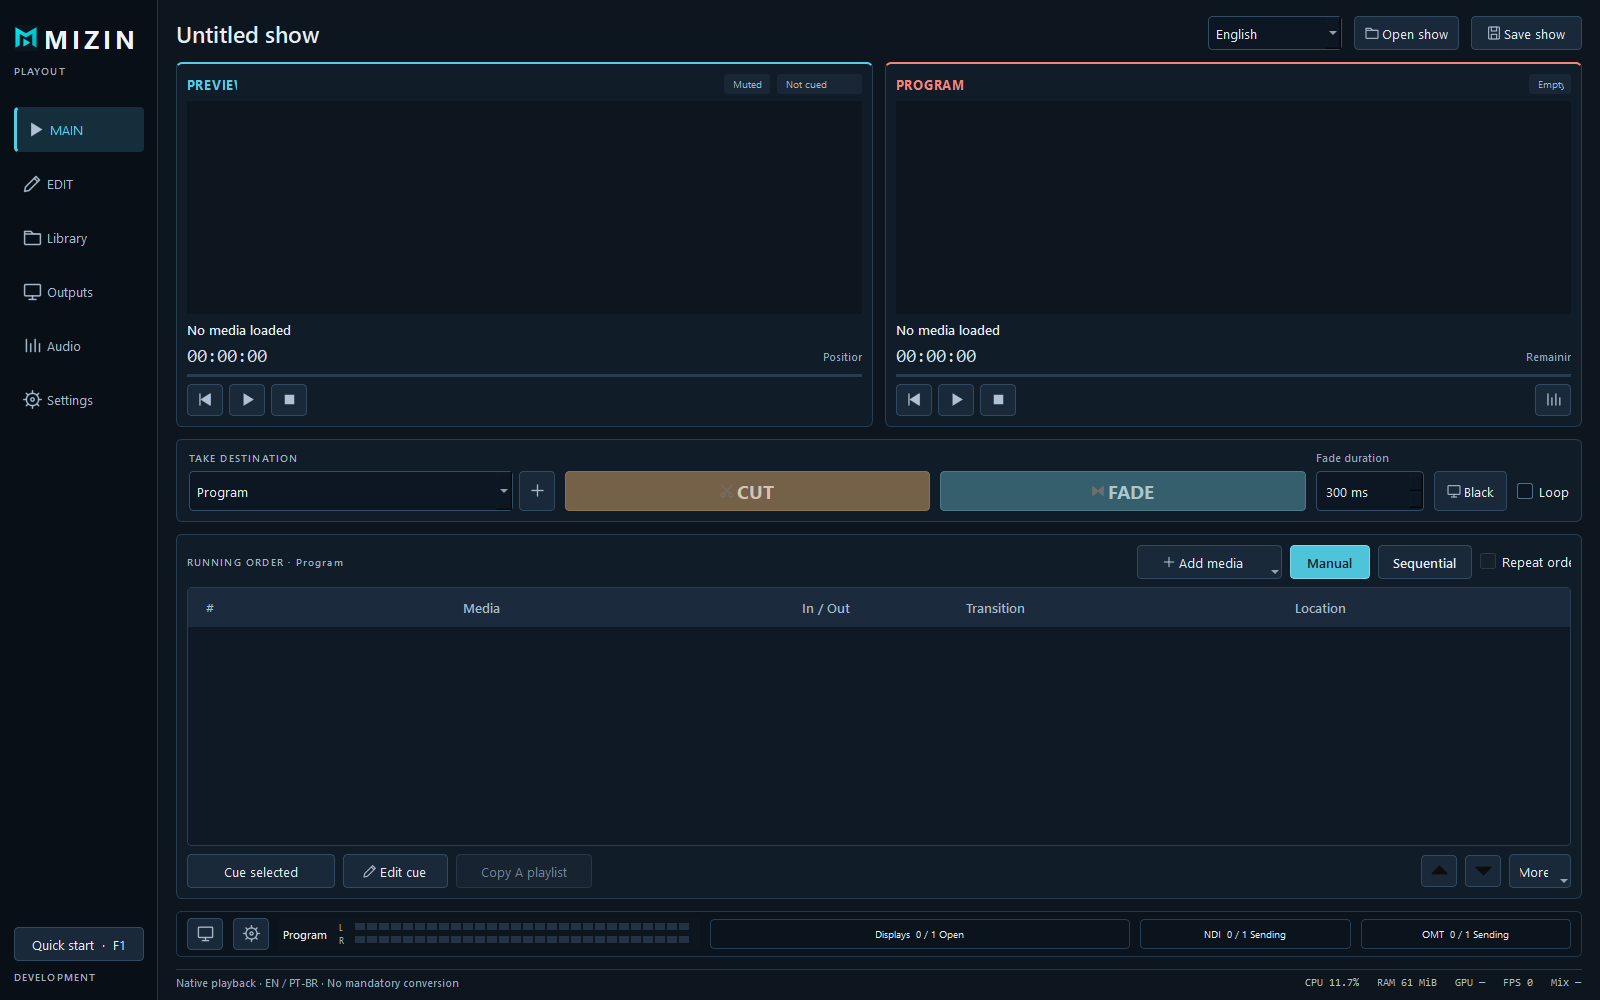 MIZIN
PLAYOUT
MAIN
EDIT
Library
Outputs
Audio
Settings
Quick start · F1
DEVELOPMENT
Untitled show
English
Open show
Save show
PREVIEW
Muted
Not cued
No media loaded
00:00:00
Position
PROGRAM
Empty
No media loaded
00:00:00
Remainin
TAKE DESTINATION
Program
CUT
FADE
Fade duration
300 ms
Black
Loop
RUNNING ORDER · Program
Add media
Manual
Sequential
Repeat orde
# Media In / Out Transition Location
Cue selected
Edit cue
Copy A playlist
More
Program
L
R
Displays 0 / 1 Open
NDI 0 / 1 Sending
OMT 0 / 1 Sending
Native playback · EN / PT-BR · No mandatory conversion
CPU 11.7% RAM 61 MiB GPU — FPS 0 Mix —